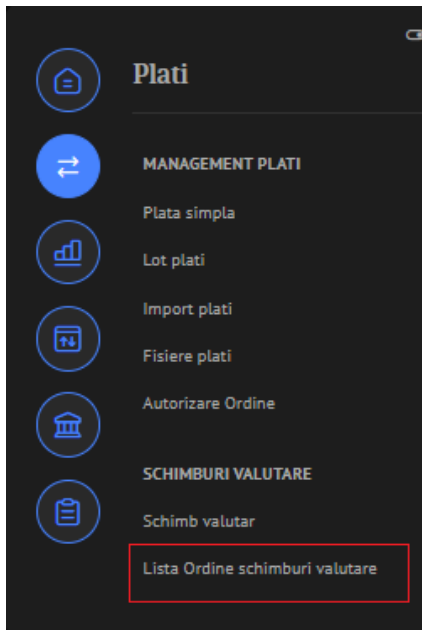 Plati
MANAGEMENT PLATI
Plata simpla
Lot plati
Import plati
Fisiere plati
Autorizare Ordine
SCHIMBURI VALUTARE
Schimb valutar
Lista Ordine schimburi valutare